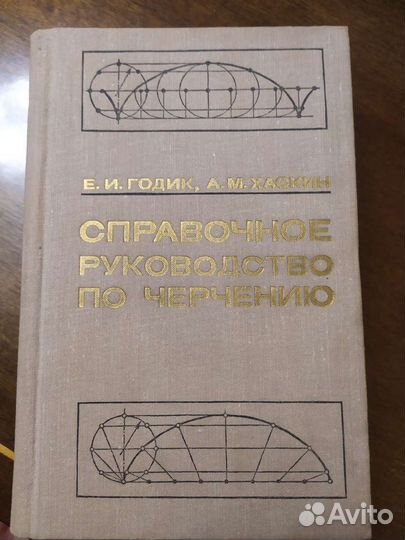 Е. И. ГОДИК, А. М. ХАСКИН
СПРАВОЧНОЕ
РУКОВОДСТВО
ПО ЧЕРЧЕНИЮ
Avito